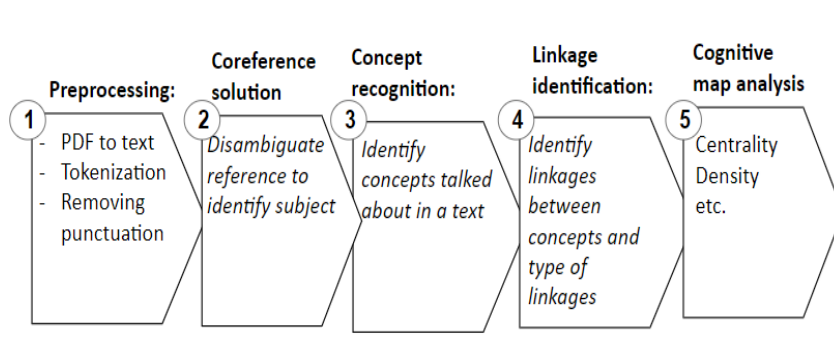 Preprocessing:
1
- PDF to text
- Tokenization
- Removing
punctuation
Coreference
solution
2
Disambiguate
reference to
identify subject
Concept
recognition:
3
Identify
concepts talked
about in a text
Linkage
identification:
4
Identify
linkages
between
concepts and
type of
linkages
Cognitive
map analysis
5
Centrality
Density
etc.